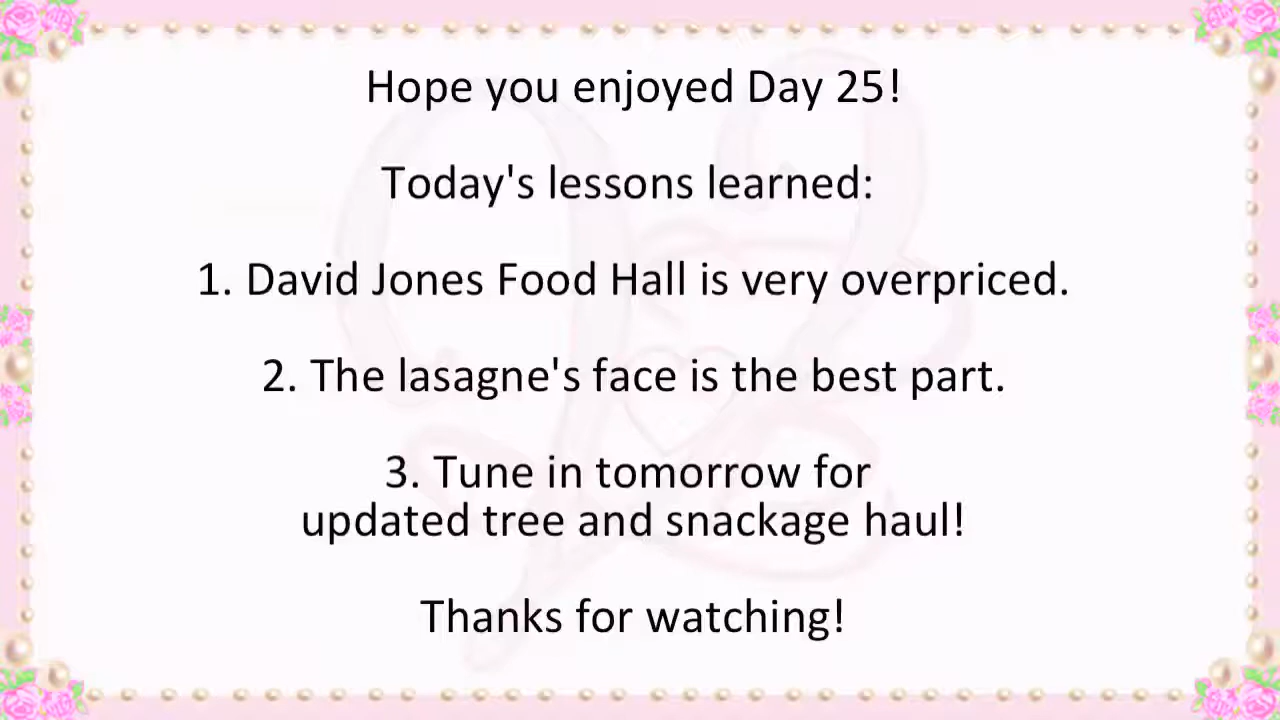 Hope you enjoyed Day 25!
Today's lessons learned:
1. David Jones Food Hall is very overpriced.
2. The lasagne's face is the best part.
3. Tune in tomorrow for
updated tree and snackage haul!
Thanks for watching!